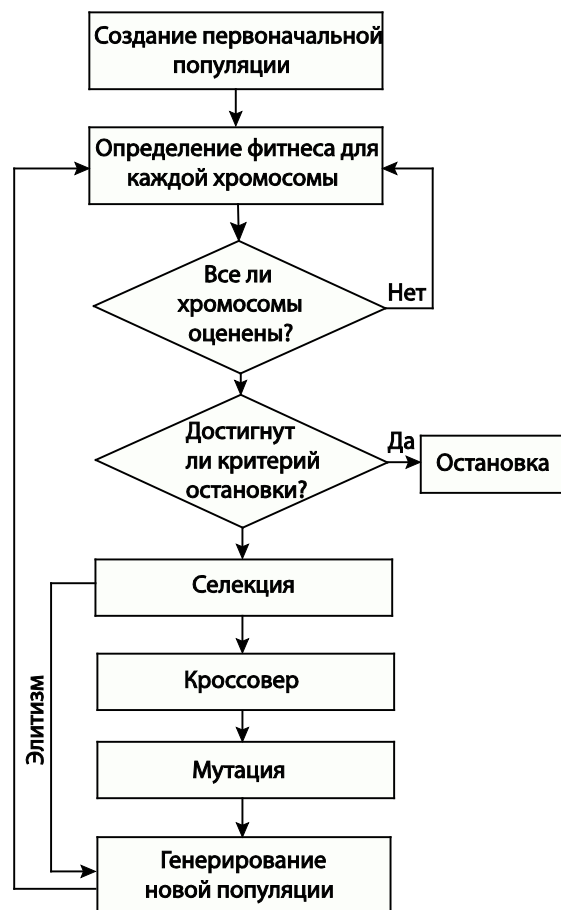 Создание первоначальной
популяции
Определение фитнеса для
каждой хромосомы
Все ли
хромосомы
оценены?
Нет
Достигнут
ли критерий
остановки?
Да
Остановка
Селекция
Кроссовер
Элитизм
Мутация
Генерирование
новой популяции